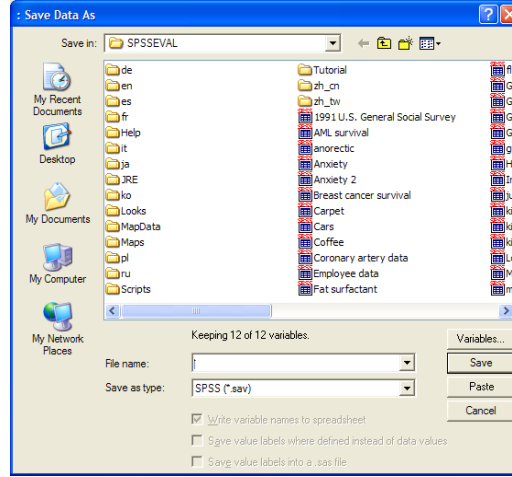 : Save Data As
Save in: SPSSEVAL
My Recent Documents
Desktop
My Documents
My Computer
My Network Places
de
en
es
fr
Help
it
ja
JRE
ko
Looks
MapData
Maps
pl
ru
Scripts
Tutorial
zh_cn
zh_tw
1991 U.S. General Social Survey
AML survival
anorectic
Anxiety
Anxiety 2
Breast cancer survival
Carpet
Cars
Coffee
Coronary artery data
Employee data
Fat surfactant
Keeping 12 of 12 variables.
Variables...
File name:
Save
Save as type: SPSS (*.sav)
Paste
Cancel
Write variable names to spreadsheet
Save value labels where defined instead of data values
Save value labels into a .sas file